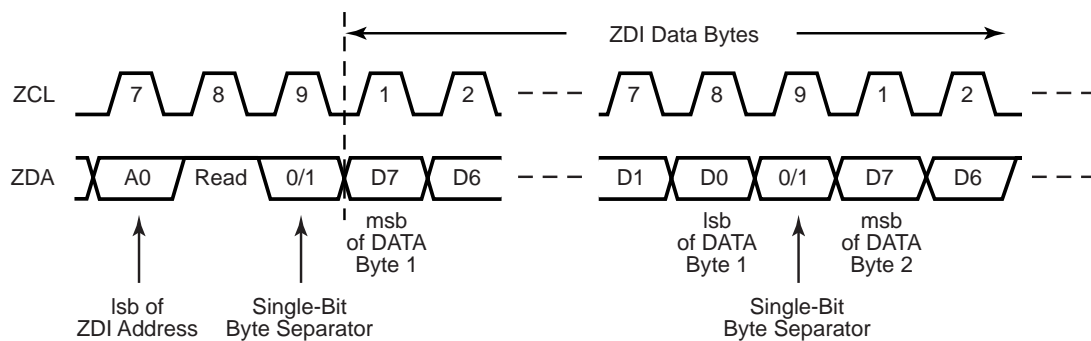 ZDI Data Bytes
ZCL 7 8 9 1 2 7 8 9 1 2
ZDA A0 Read 0/1 D7 D6 D1 D0 0/1 D7 D6
msb
of DATA
Byte 1
lsb
of DATA
Byte 1
msb
of DATA
Byte 2
lsb of
ZDI Address
Single-Bit
Byte Separator
Single-Bit
Byte Separator